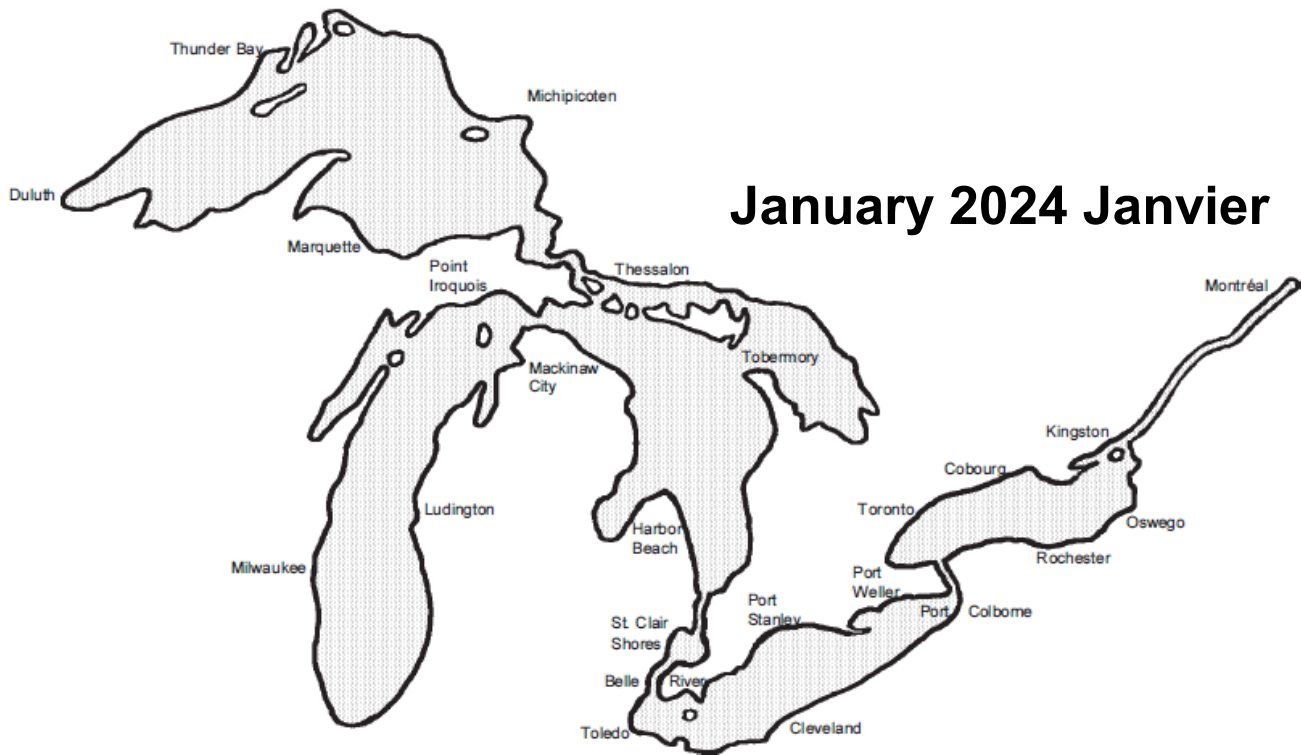 Thunder Bay
Michipicoten
Duluth
January 2024 Janvier
Marquette
Point
Iroquois
Thessalon
Montréal
Mackinaw
City
Tobermory
Kingston
Cobourg
Ludington
Toronto
Oswego
Harbor
Beach
Rochester
Milwaukee
Port
Weller
Port
Stanley
Port Colborne
St. Clair
Shores
Belle River
Toledo
Cleveland